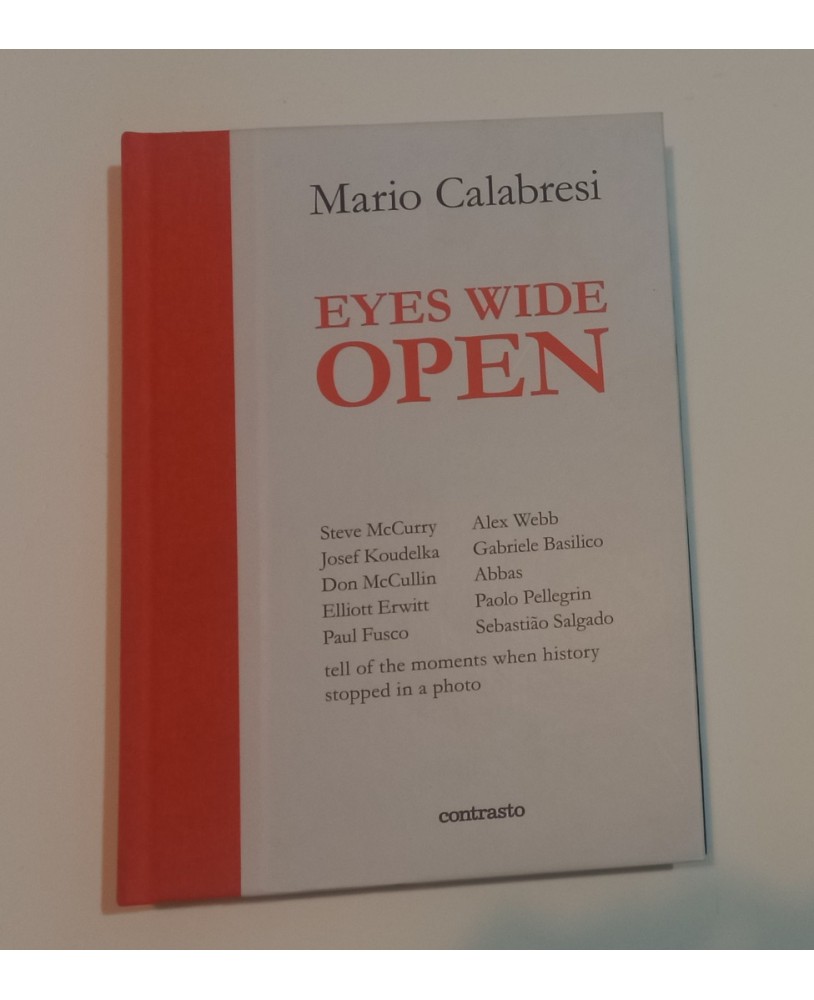 Mario Calabresi
EYES WIDE
OPEN
Steve McCurry
Josef Koudelka
Don McCullin
Elliott Erwitt
Paul Fusco
Alex Webb
Gabriele Basilico
Abbas
Paolo Pellegrin
Sebastião Salgado
tell of the moments when history
stopped in a photo
contrasto